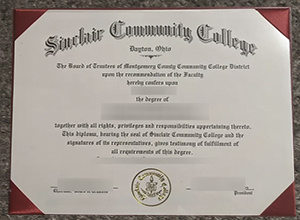 Sinclair Community College
Dayton, Ohio
The Board of Trustees of Montgomery County Community College District
upon the recommendation of the Faculty
hereby confers upon
the degree of
together with all rights, privileges and responsibilities appertaining thereto.
This diploma, bearing the seal of Sinclair Community College and the
signatures of its representatives, gives testimony of fulfillment of
all requirements of this degree.
Sinclair Community College
President